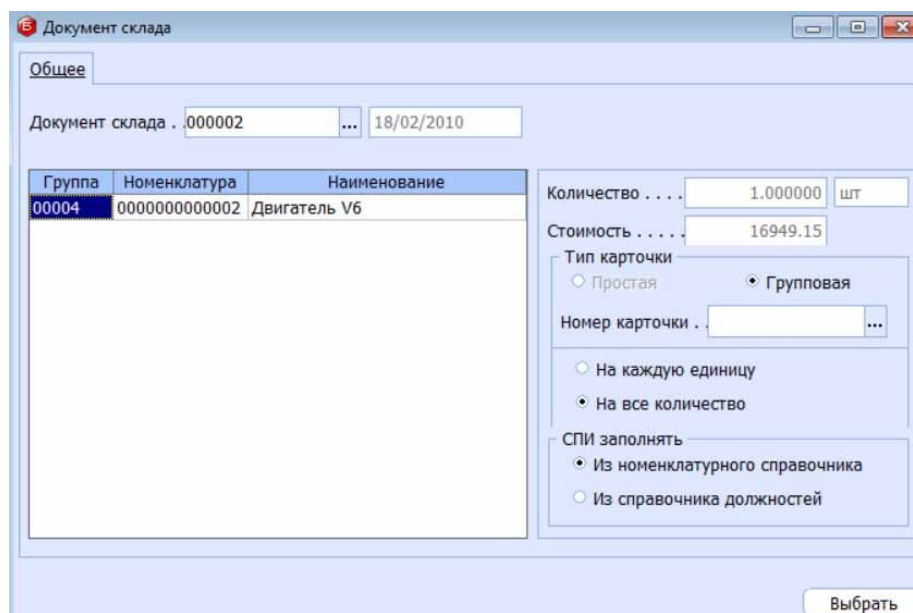 Документ склада
Общее
Документ склада . .000002 ... 18/02/2010
Группа Номенклатура Наименование
00004 0000000000002 Двигатель V6
Количество . . . . 1.000000 шт
Стоимость . . . . . 16949.15
Тип карточки
Простая Групповая
Номер карточки . . ...
На каждую единицу
На все количество
СПИ заполнять
Из номенклатурного справочника
Из справочника должностей
Выбрать